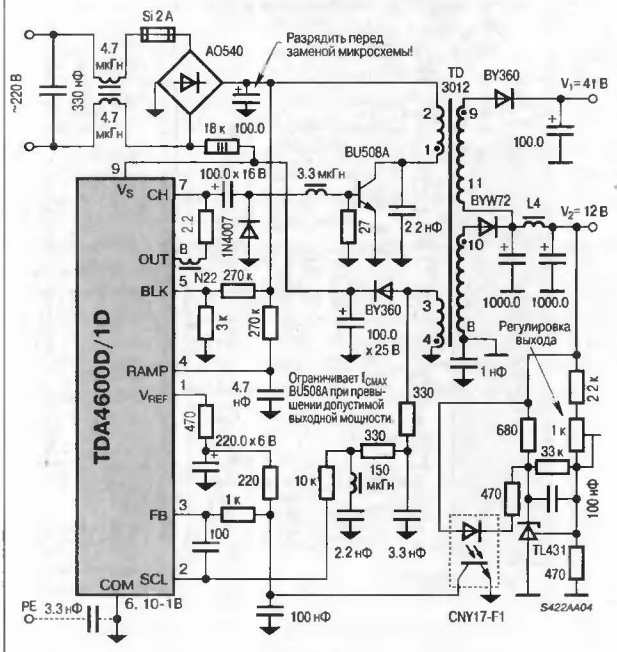 Si 2 A
4.7
мкГн
АО540
Разрядить перед
заменой микросхемы!
~220 В
330 нФ
4.7
мкГн
18 к
100.0
TD
3012
BY360
V₁= 41 В
2
1
9
11
100.0
BU508A
9
Vs
CH
7
100.0 x 16 В
3.3 мкГн
2.2
1N4007
27
2.2 нФ
BYW72
L4
V₂= 12 В
OUT
8
N22
10
1000.0
1000.0
BLK
5
270 к
3 к
270 к
BY360
100.0
x 25 В
3
4
8
1 нФ
Регулировка
выхода
TDA4600D/1D
RAMP
4
4.7
нФ
Ограничивает ICMAX
BU508A при превы-
шении допустимой
выходной мощности.
330
2.2 к
VREF
1
470
220.0 x 6 В
220
10 к
330
150
мкГн
680
1 к
33 к
100 нФ
FB
3
1 к
100
2.2 нФ
3.3 нФ
470
TL431
470
SCL
2
COM
6, 10-18
PE
3.3 нФ
100 нФ
CNY17-F1
S422AA04